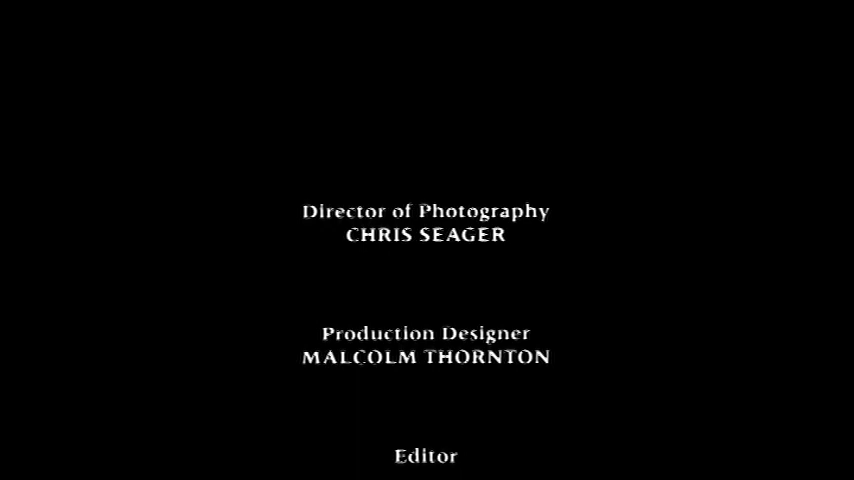 Director of Photography
CHRIS SEAGER
Production Designer
MALCOLM THORNTON
Editor